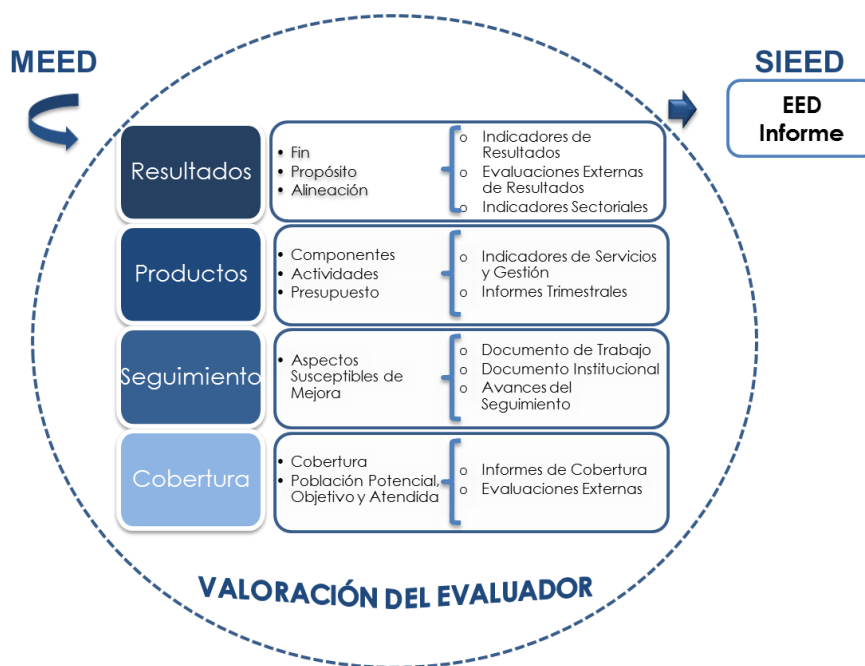 MEED
SIEED
EED
Informe
Resultados
• Fin
• Propósito
• Alineación
o Indicadores de
Resultados
o Evaluaciones Externas
de Resultados
o Indicadores Sectoriales
Productos
• Componentes
• Actividades
• Presupuesto
o Indicadores de Servicios
y Gestión
o Informes Trimestrales
Seguimiento
• Aspectos
Susceptibles de
Mejora
o Documento de Trabajo
o Documento Institucional
o Avances del
Seguimiento
Cobertura
• Cobertura
• Población Potencial,
Objetivo y Atendida
o Informes de Cobertura
o Evaluaciones Externas
VALORACIÓN DEL EVALUADOR